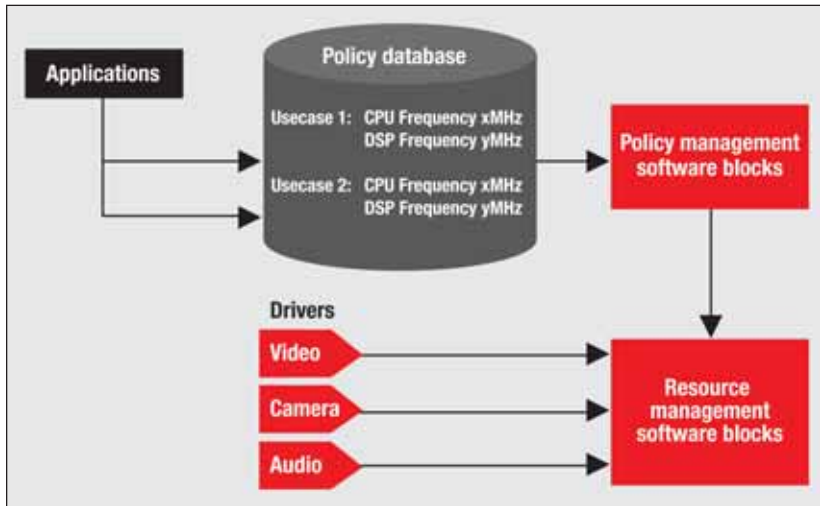 Applications
Policy database
Usecase 1: CPU Frequency xMHz
DSP Frequency yMHz
Usecase 2: CPU Frequency xMHz
DSP Frequency yMHz
Policy management
software blocks
Drivers
Video
Camera
Audio
Resource
management
software blocks